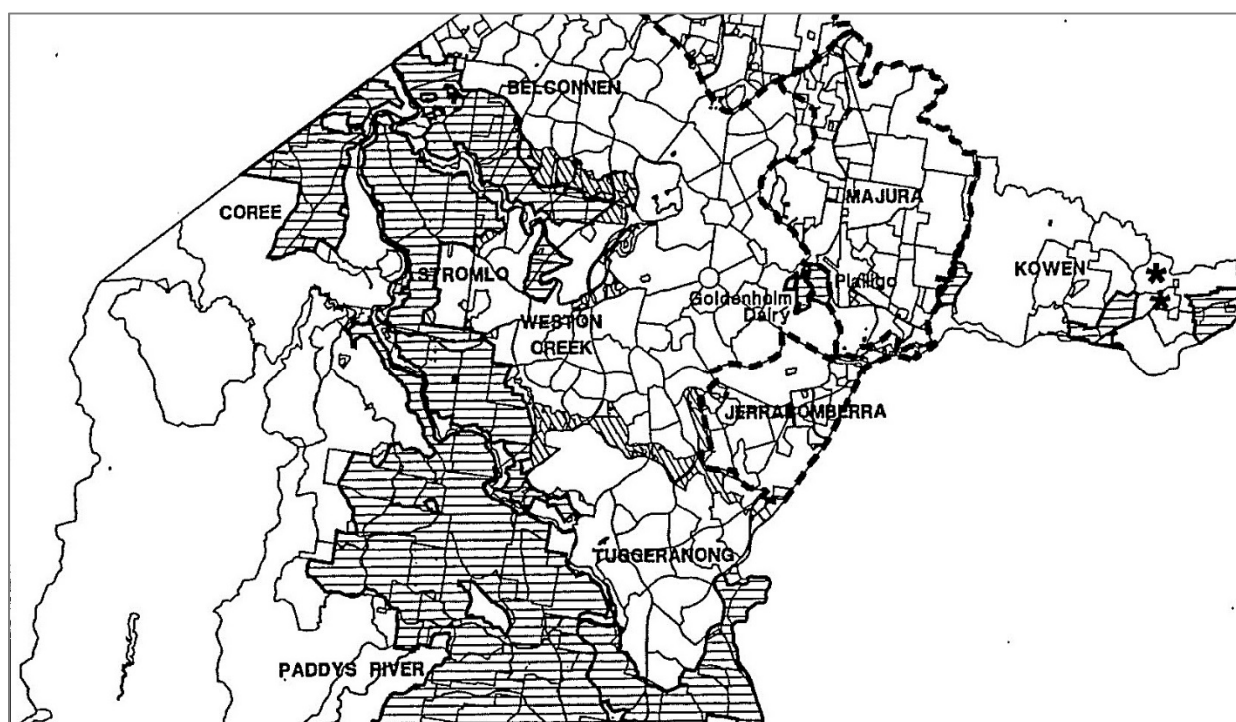 BELCONNEN
MAJURA
COREE
STROMLO
KOWEN
Pialligo
Goldenholm
Dairy
WESTON
CREEK
JERRABOMBERRA
TUGGERANONG
PADDYS RIVER